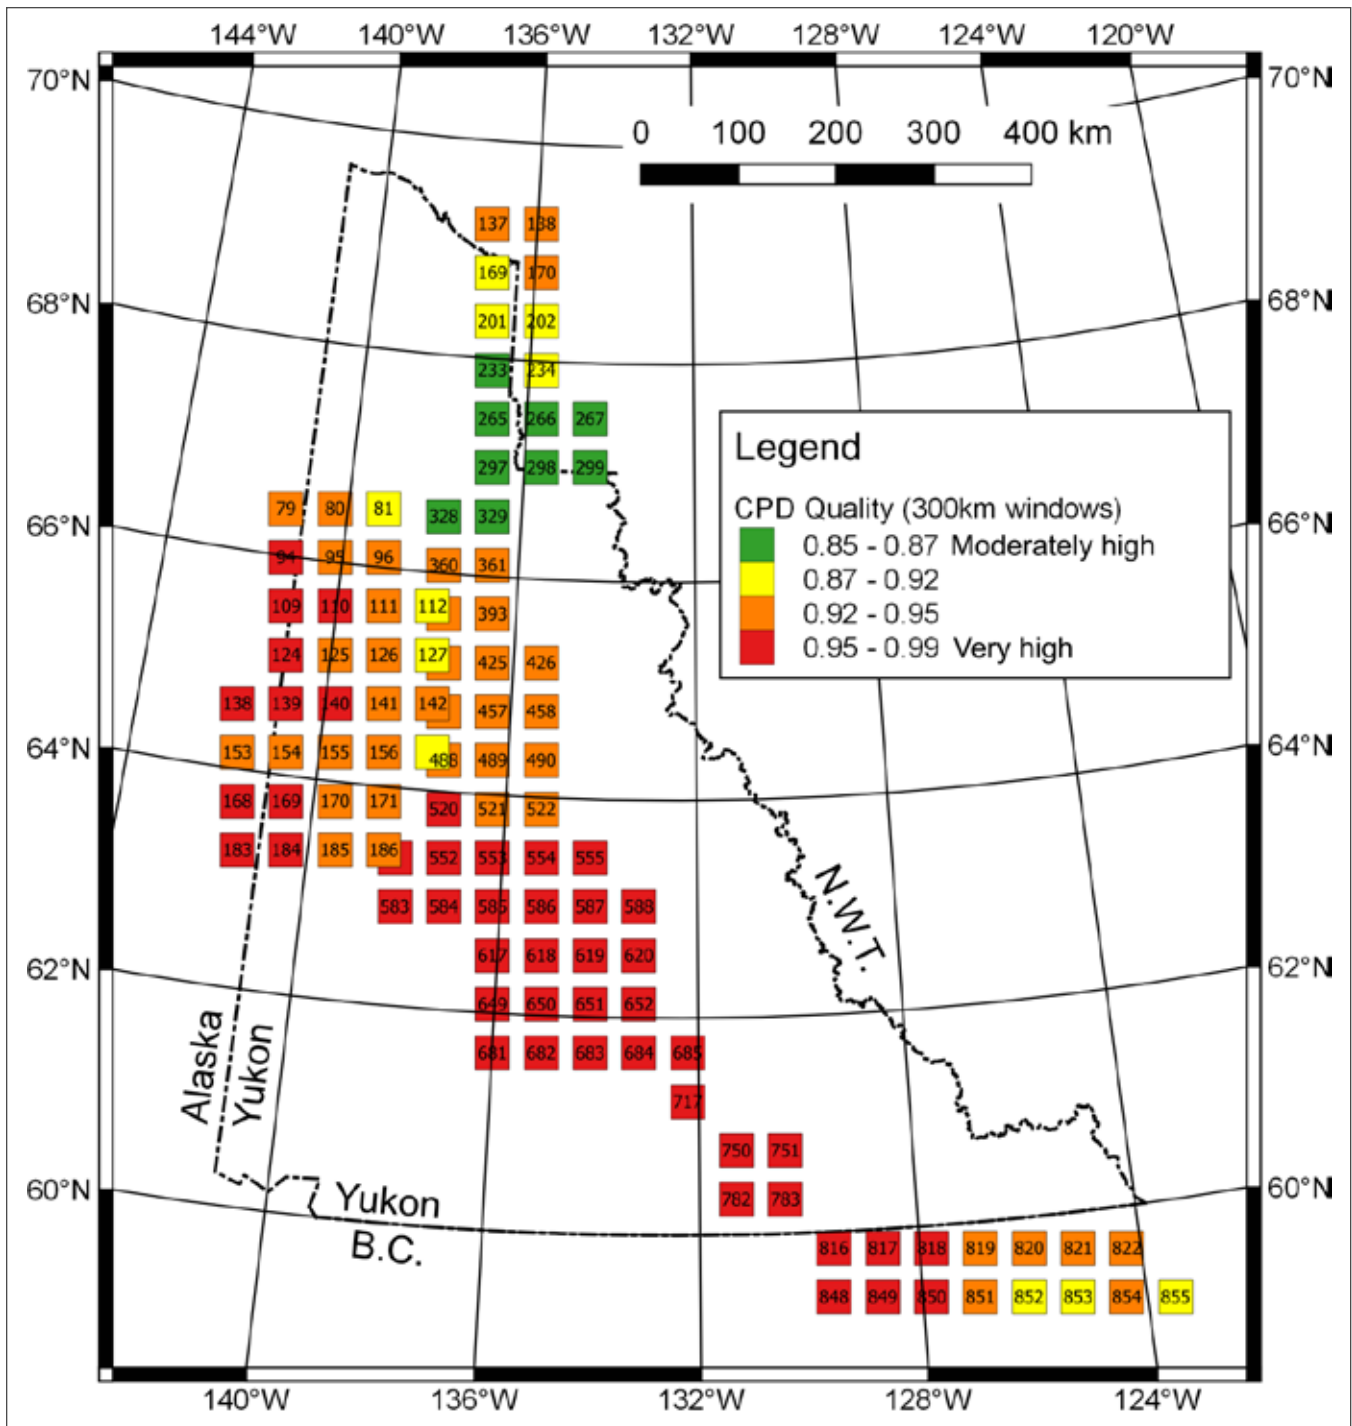 144°W 140°W 136°W 132°W 128°W 124°W 120°W
70°N 70°N
0 100 200 300 400 km
137 138
169 170
68°N 68°N
201 202
233 234
265 266 267
Legend
297 298 299
CPD Quality (300km windows)
79 80 81 328 329
66°N 66°N
0.85 - 0.87 Moderately high
94 95 96 360 361
0.87 - 0.92
109 110 111 112 393
0.92 - 0.95
124 125 126 127 425 426
0.95 - 0.99 Very high
138 139 140 141 142 457 458
64°N 64°N
153 154 155 156 488 489 490
168 169 170 171 520 521 522
183 184 185 186 552 553 554 555
N.W.T.
583 584 585 586 587 588
62°N 62°N
617 618 619 620
649 650 651 652
Alaska
Yukon
681 682 683 684 685
717
750 751
60°N 60°N
782 783
Yukon
B.C.
816 817 818 819 820 821 822
848 849 850 851 852 853 854 855
140°W 136°W 132°W 128°W 124°W